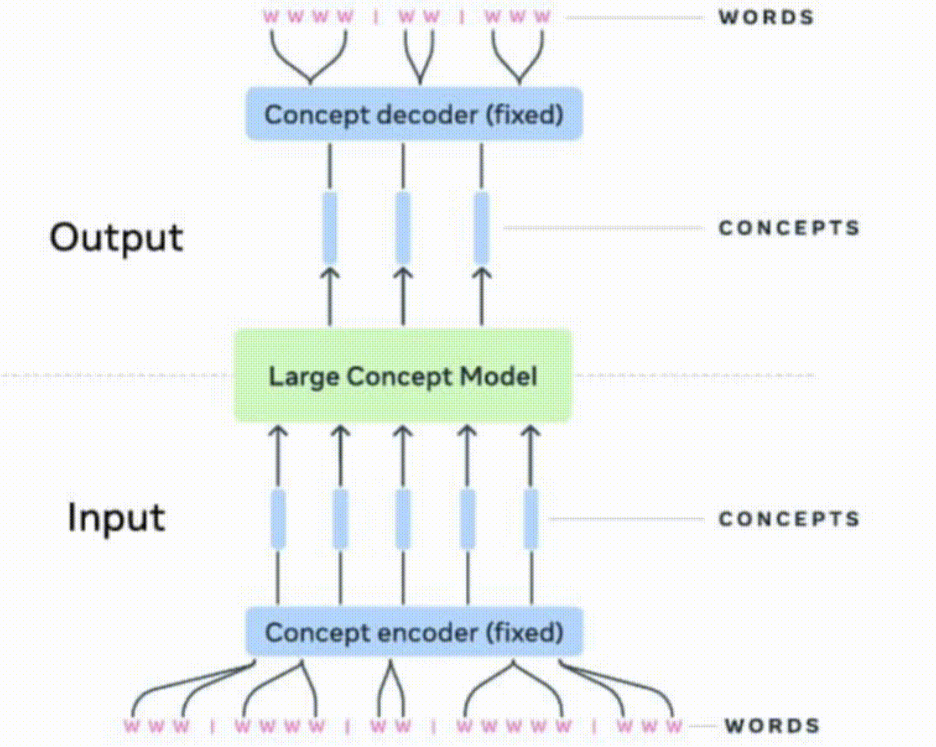 W W W W | W W | W W W WORDS
Concept decoder (fixed)
Output
CONCEPTS
Large Concept Model
Input
CONCEPTS
Concept encoder (fixed)
W W W | W W W W | W W | W W W W W | W W W WORDS